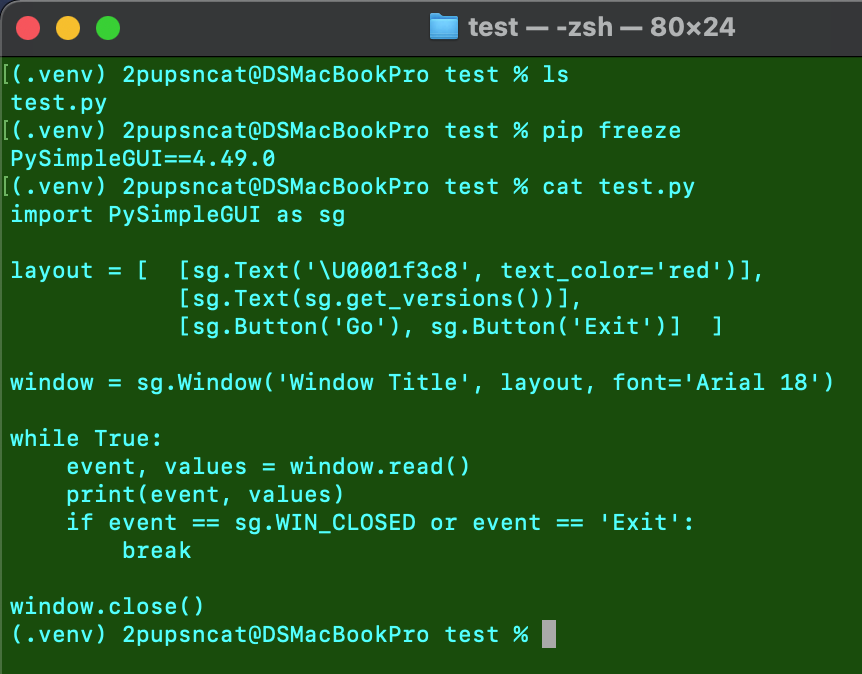 test — -zsh — 80×24
[(.venv) 2pupsncat@DSMacBookPro test % ls
test.py
[(.venv) 2pupsncat@DSMacBookPro test % pip freeze
PySimpleGUI==4.49.0
[(.venv) 2pupsncat@DSMacBookPro test % cat test.py
import PySimpleGUI as sg

layout = [  [sg.Text('\U0001f3c8', text_color='red')],
            [sg.Text(sg.get_versions())],
            [sg.Button('Go'), sg.Button('Exit')]  ]

window = sg.Window('Window Title', layout, font='Arial 18')

while True:
    event, values = window.read()
    print(event, values)
    if event == sg.WIN_CLOSED or event == 'Exit':
        break

window.close()
(.venv) 2pupsncat@DSMacBookPro test %